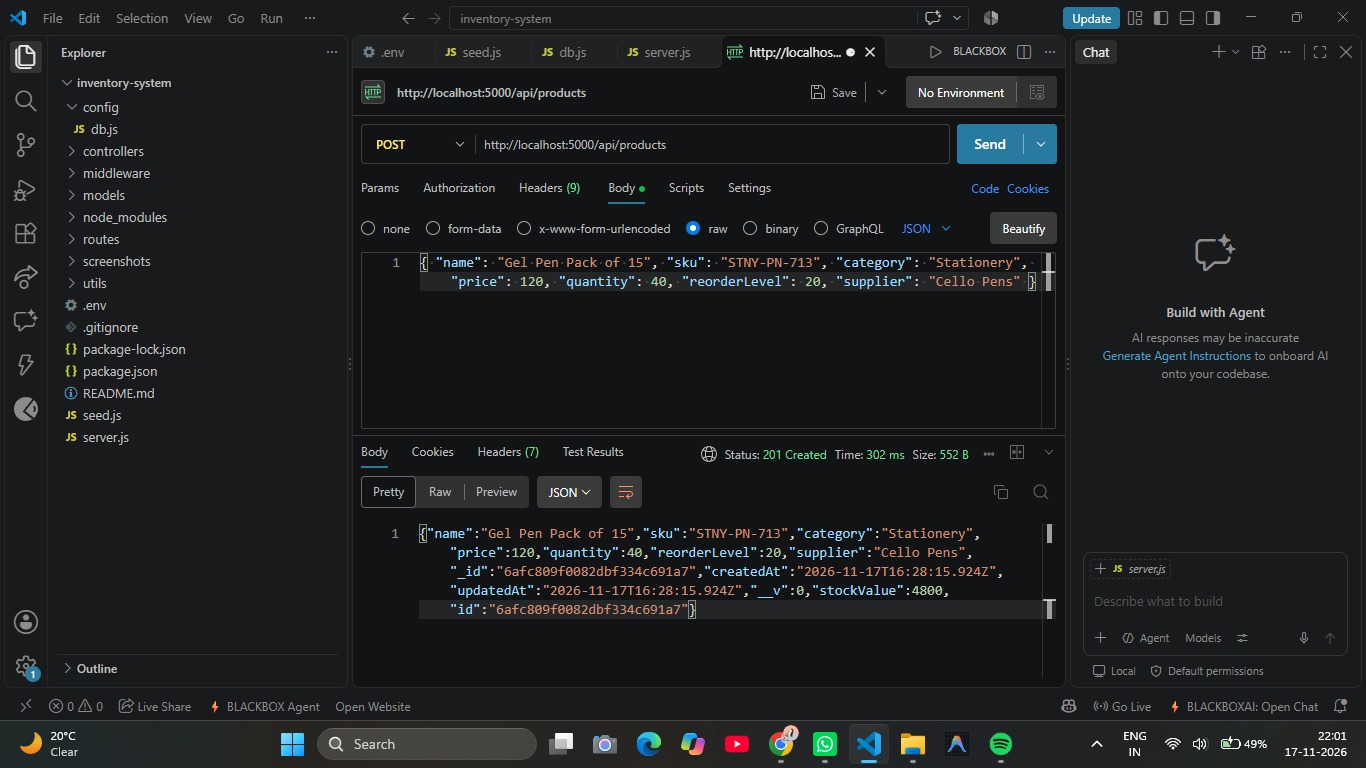 File Edit Selection View Go Run ···
inventory-system
Update
Explorer ···
inventory-system
config
JS db.js
controllers
middleware
models
node_modules
routes
screenshots
utils
.env
.gitignore
{} package-lock.json
{} package.json
README.md
JS seed.js
JS server.js
Outline
1
.env JS seed.js JS db.js JS server.js HTTP http://localhos... BLACKBOX ···
HTTP http://localhost:5000/api/products Save No Environment
POST http://localhost:5000/api/products Send
Params Authorization Headers (9) Body Scripts Settings Code Cookies
none form-data x-www-form-urlencoded raw binary GraphQL JSON Beautify
1 { "name": "Gel Pen Pack of 15", "sku": "STNY-PN-713", "category": "Stationery",
"price": 120, "quantity": 40, "reorderLevel": 20, "supplier": "Cello Pens" }
Body Cookies Headers (7) Test Results Status: 201 Created Time: 302 ms Size: 552 B ···
Pretty Raw Preview JSON
1 {"name":"Gel Pen Pack of 15","sku":"STNY-PN-713","category":"Stationery",
"price":120,"quantity":40,"reorderLevel":20,"supplier":"Cello Pens",
"_id":"6afc809f0082dbf334c691a7","createdAt":"2026-11-17T16:28:15.924Z",
"updatedAt":"2026-11-17T16:28:15.924Z","__v":0,"stockValue":4800,
"id":"6afc809f0082dbf334c691a7"}
Chat ···
Build with Agent
AI responses may be inaccurate
Generate Agent Instructions to onboard AI
onto your codebase.
JS server.js
Describe what to build
Agent Models
Local Default permissions
0 0 Live Share BLACKBOX Agent Open Website Go Live BLACKBOXAI: Open Chat
20°C
Clear
Search
ENG
IN
49%
22:01
17-11-2026